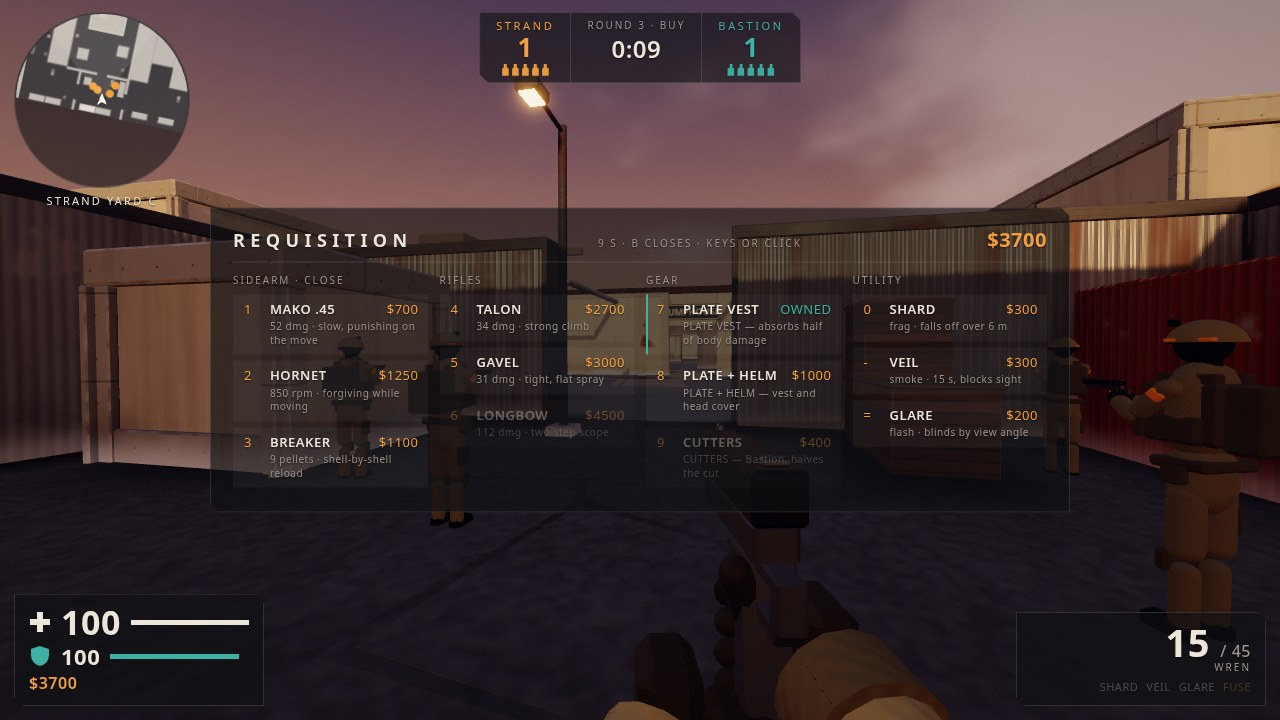 STRAND
1
ROUND 3 · BUY
0:09
BASTION
1
STRAND YARD C
REQUISITION
9 S · B CLOSES · KEYS OR CLICK
$3700
SIDEARM · CLOSE
1 MAKO .45 $700
52 dmg · slow, punishing on
the move
2 HORNET $1250
850 rpm · forgiving while
moving
3 BREAKER $1100
9 pellets · shell-by-shell
reload
RIFLES
4 TALON $2700
34 dmg · strong climb
5 GAVEL $3000
31 dmg · tight, flat spray
6 LONGBOW $4500
112 dmg · two-step scope
GEAR
7 PLATE VEST OWNED
PLATE VEST — absorbs half
of body damage
8 PLATE + HELM $1000
PLATE + HELM — vest and
head cover
9 CUTTERS $400
CUTTERS — Bastion, halves
the cut
UTILITY
0 SHARD $300
frag · falls off over 6 m
- VEIL $300
smoke · 15 s, blocks sight
= GLARE $200
flash · blinds by view angle
100
100
$3700
15 / 45
WREN
SHARD VEIL GLARE FUSE